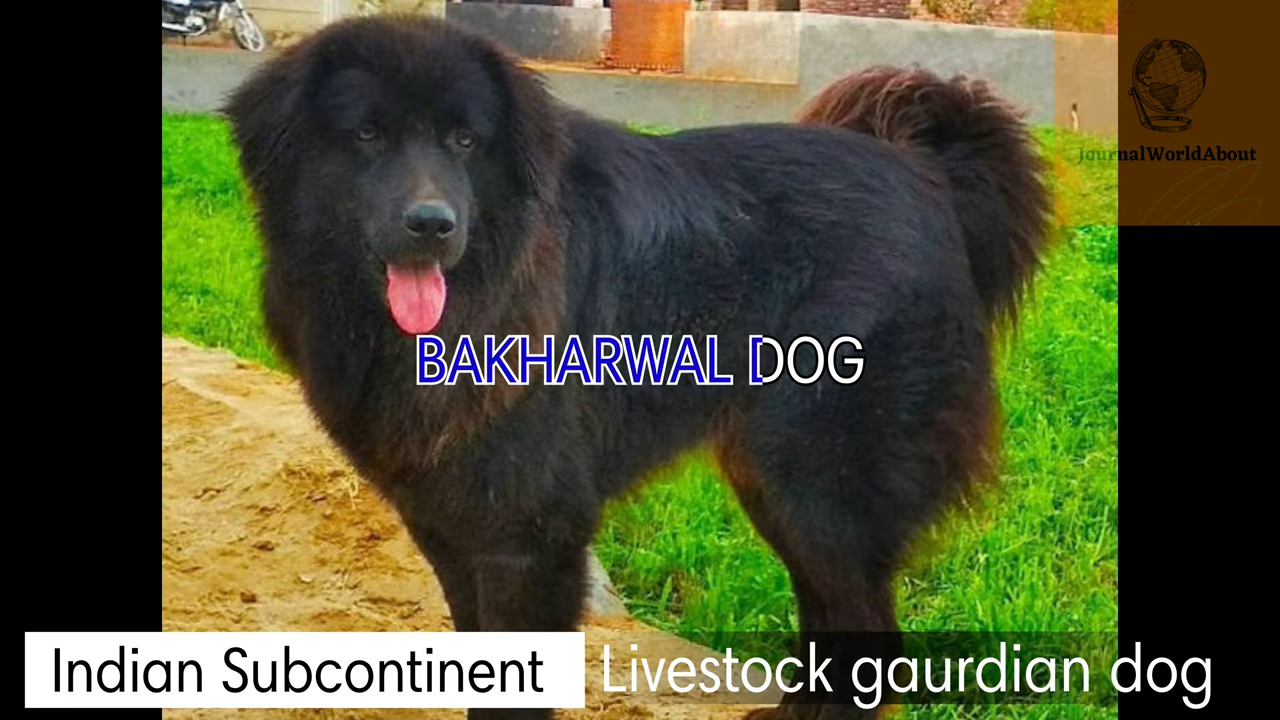 JournalWorldAbout
BAKHARWAL DOG
Indian Subcontinent
Livestock gaurdian dog